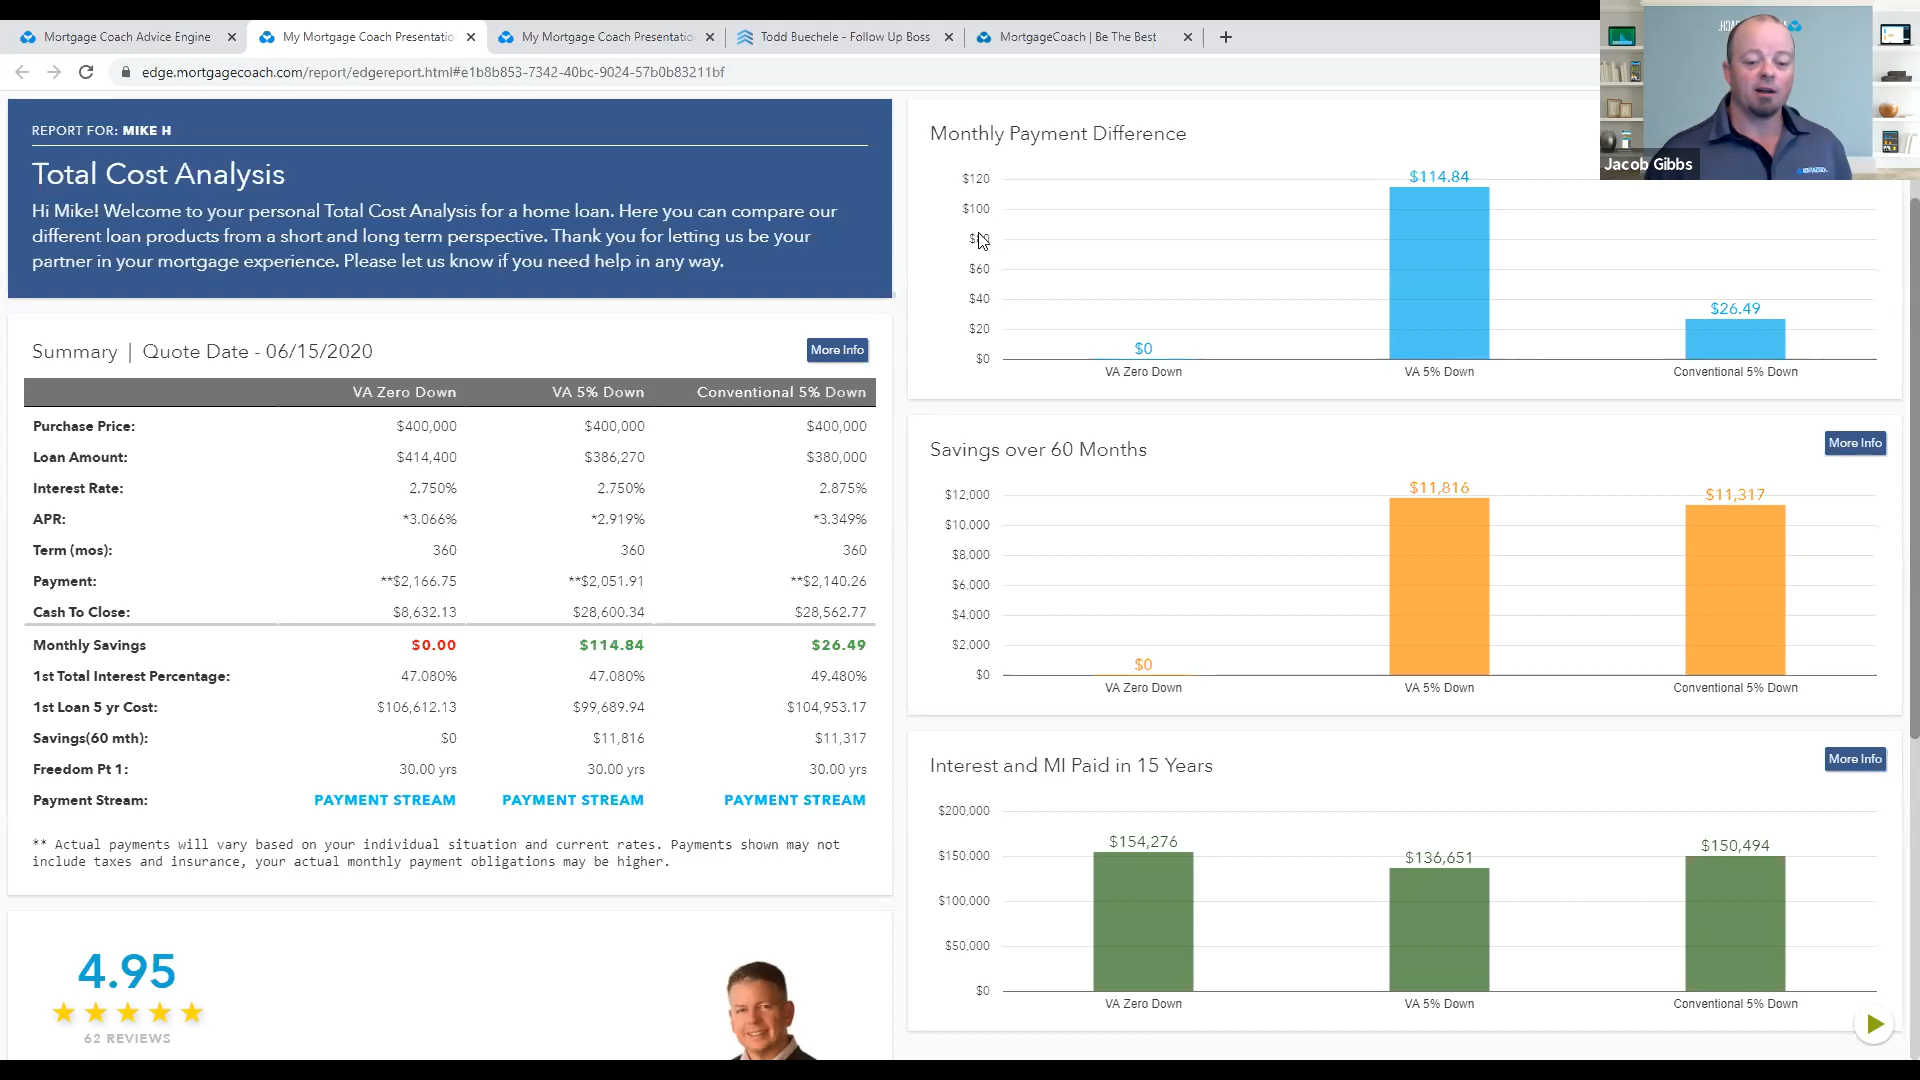 Mortgage Coach Advice Engine
My Mortgage Coach Presentatio
My Mortgage Coach Presentatio
Todd Buechele - Follow Up Boss
MortgageCoach | Be The Best
edge.mortgagecoach.com/report/edgereport.html#e1b8b853-7342-40bc-9024-57b0b83211bf
Jacob Gibbs
REPORT FOR: MIKE H
Total Cost Analysis
Hi Mike! Welcome to your personal Total Cost Analysis for a home loan. Here you can compare our
different loan products from a short and long term perspective. Thank you for letting us be your
partner in your mortgage experience. Please let us know if you need help in any way.
Summary | Quote Date - 06/15/2020
More Info
VA Zero Down VA 5% Down Conventional 5% Down
Purchase Price: $400,000 $400,000 $400,000
Loan Amount: $414,400 $386,270 $380,000
Interest Rate: 2.750% 2.750% 2.875%
APR: *3.066% *2.919% *3.349%
Term (mos): 360 360 360
Payment: **$2,166.75 **$2,051.91 **$2,140.26
Cash To Close: $8,632.13 $28,600.34 $28,562.77
Monthly Savings $0.00 $114.84 $26.49
1st Total Interest Percentage: 47.080% 47.080% 49.480%
1st Loan 5 yr Cost: $106,612.13 $99,689.94 $104,953.17
Savings(60 mth): $0 $11,816 $11,317
Freedom Pt 1: 30.00 yrs 30.00 yrs 30.00 yrs
Payment Stream: PAYMENT STREAM PAYMENT STREAM PAYMENT STREAM
** Actual payments will vary based on your individual situation and current rates. Payments shown may not
include taxes and insurance, your actual monthly payment obligations may be higher.
4.95
62 REVIEWS
Monthly Payment Difference
$120
$100
$60
$40
$20
$0
$0
$114.84
$26.49
VA Zero Down VA 5% Down Conventional 5% Down
Savings over 60 Months
More Info
$12,000
$10,000
$8,000
$6,000
$4,000
$2,000
$0
$0
$11,816
$11,317
VA Zero Down VA 5% Down Conventional 5% Down
Interest and MI Paid in 15 Years
More Info
$200,000
$150,000
$100,000
$50,000
$0
$154,276
$136,651
$150,494
VA Zero Down VA 5% Down Conventional 5% Down